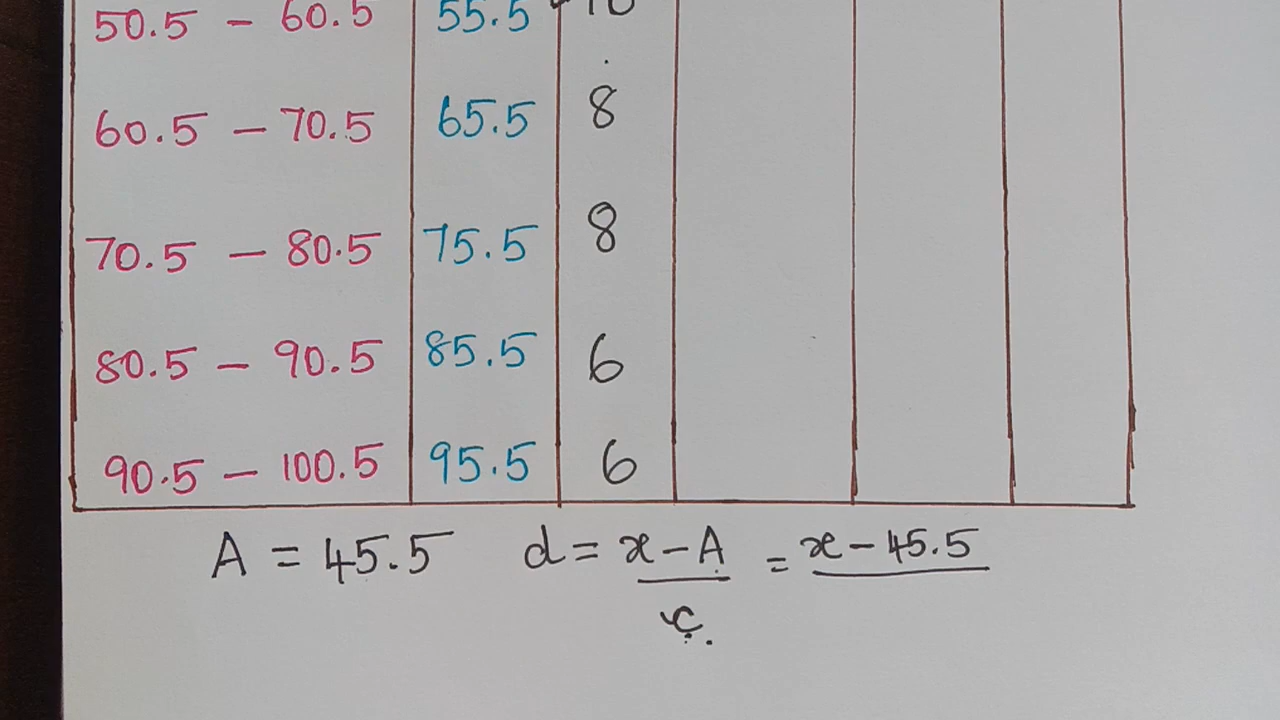 50.5 - 60.5 55.5 10
60.5 - 70.5 65.5 8
70.5 - 80.5 75.5 8
80.5 - 90.5 85.5 6
90.5 - 100.5 95.5 6
A = 45.5 d = x - A = x - 45.5
c